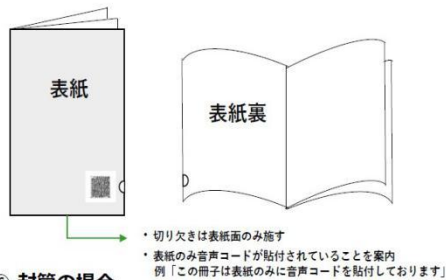 表紙
表紙裏
・切り欠きは表紙面のみ施す
・表紙のみ音声コードが貼付されていることを案内
例「この冊子は表紙のみに音声コードを貼付しております」
封筒の場合